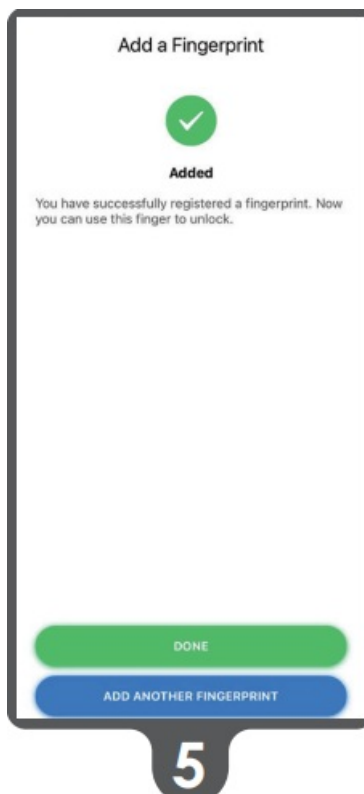 Add a Fingerprint
Added
You have successfully registered a fingerprint. Now
you can use this finger to unlock.
DONE
ADD ANOTHER FINGERPRINT
5